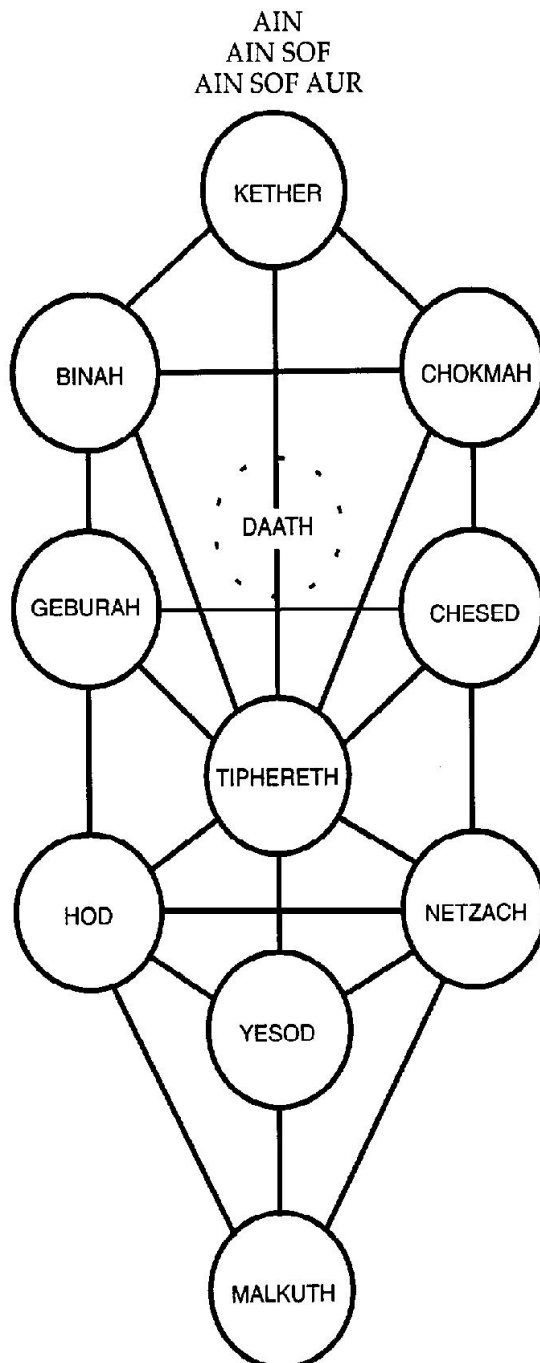 AIN
AIN SOF
AIN SOF AUR
KETHER
BINAH
CHOKMAH
DAATH
GEBURAH
CHESED
TIPHERETH
HOD
NETZACH
YESOD
MALKUTH